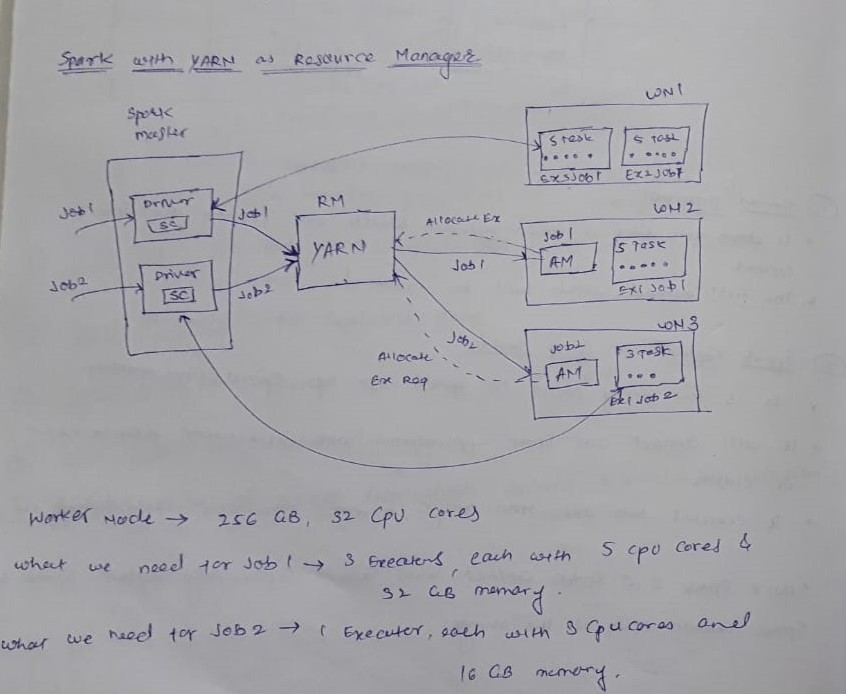 Spark with YARN as Resource Manager
Spark
Master
Job1
Driver
SC
Job1
Job2
Driver
SC
Job2
RM
YARN
WN1
5 Task
Ex3Job1
5 Task
Allocate Ex
Job1
WN2
Job1
AM
5 Task
Ex1 Job1
Job2
Allocate
Ex Req
WN3
Job2
AM
3 Task
Ex1 Job2
Worker Node → 256 GB, 32 CPU cores
what we need for Job1 → 3 Executers, each with 5 cpu cores &
32 GB memory.
what we need for Job2 → 1 Executer, each with 3 Cpu cores and
16 GB memory.